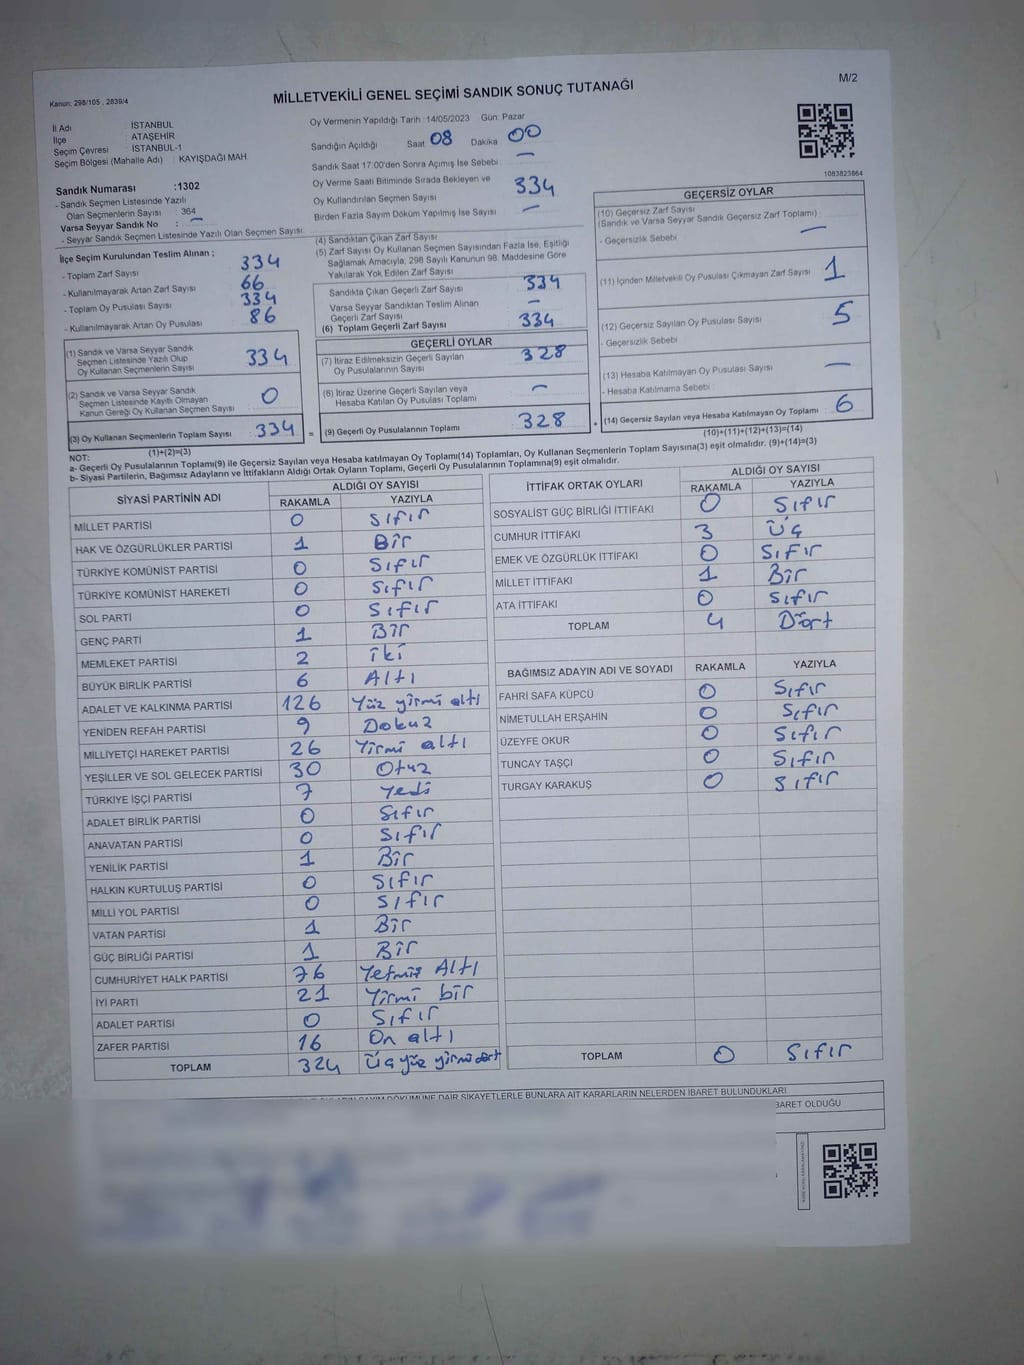 Kanun: 298/105 , 2839/4
MİLLETVEKİLİ GENEL SEÇİMİ SANDIK SONUÇ TUTANAĞI
M/2
İl Adı : İSTANBUL
İlçe : ATAŞEHİR
Seçim Çevresi : İSTANBUL-1
Seçim Bölgesi (Mahalle Adı) : KAYIŞDAĞI MAH.
Oy Vermenin Yapıldığı Tarih : 14/05/2023 Gün: Pazar
Sandığın Açıldığı Saat 08 Dakika 00
Sandık Saat 17:00'den Sonra Açımış İse Sebebi : —
Oy Verme Saati Bitiminde Sırada Bekleyen ve
Oy Kullandırılan Seçmen Sayısı 334
Birden Fazla Sayım Döküm Yapılmış İse Sayısı —
1083823864
Sandık Numarası :1302
- Sandık Seçmen Listesinde Yazılı
Olan Seçmenlerin Sayısı : 364
Varsa Seyyar Sandık No : —
- Seyyar Sandık Seçmen Listesinde Yazılı Olan Seçmen Sayısı:
İlçe Seçim Kurulundan Teslim Alınan ;
- Toplam Zarf Sayısı 334
- Kullanılmayarak Artan Zarf Sayısı 66
- Toplam Oy Pusulası Sayısı 334
- Kullanılmayarak Artan Oy Pusulası 86
(1) Sandık ve Varsa Seyyar Sandık
Seçmen Listesinde Yazılı Olup
Oy Kullanan Seçmenlerin Sayısı 334
(2) Sandık ve Varsa Seyyar Sandık
Seçmen Listesinde Kayıtlı Olmayan
Kanun Gereği Oy Kullanan Seçmen Sayısı 0
(3) Oy Kullanan Seçmenlerin Toplam Sayısı 334 =
(1)+(2)=(3)
(4) Sandıktan Çıkan Zarf Sayısı
(5) Zarf Sayısı Oy Kullanan Seçmen Sayısından Fazla İse, Eşitliği
Sağlamak Amacıyla, 298 Sayılı Kanunun 98. Maddesine Göre
Yakılarak Yok Edilen Zarf Sayısı
Sandıkta Çıkan Geçerli Zarf Sayısı : 334
Varsa Seyyar Sandıktan Teslim Alınan
Geçerli Zarf Sayısı : —
(6) Toplam Geçerli Zarf Sayısı : 334
GEÇERLİ OYLAR
(7) İtiraz Edilmeksizin Geçerli Sayılan
Oy Pusulalarının Sayısı : 328
(8) İtiraz Üzerine Geçerli Sayılan veya
Hesaba Katılan Oy Pusulası Toplamı : —
(9) Geçerli Oy Pusulalarının Toplamı : 328 +
GEÇERSİZ OYLAR
(10) Geçersiz Zarf Sayısı
(Sandık ve Varsa Seyyar Sandık Geçersiz Zarf Toplamı) :
- Geçersizlik Sebebi : —
(11) İçinden Milletvekili Oy Pusulası Çıkmayan Zarf Sayısı : 1
(12) Geçersiz Sayılan Oy Pusulası Sayısı : 5
- Geçersizlik Sebebi :
(13) Hesaba Katılmayan Oy Pusulası Sayısı : —
- Hesaba Katılmama Sebebi :
(14) Geçersiz Sayılan veya Hesaba Katılmayan Oy Toplamı : 6
(10)+(11)+(12)+(13)=(14)
NOT:
a- Geçerli Oy Pusulalarının Toplamı(9) ile Geçersiz Sayılan veya Hesaba katılmayan Oy Toplamı(14) Toplamları, Oy Kullanan Seçmenlerin Toplam Sayısına(3) eşit olmalıdır. (9)+(14)=(3)
b- Siyasi Partilerin, Bağımsız Adayların ve İttifakların Aldığı Ortak Oyların Toplamı, Geçerli Oy Pusulalarının Toplamına(9) eşit olmalıdır.
SİYASİ PARTİNİN ADI ALDIĞI OY SAYISI
RAKAMLA YAZIYLA
MİLLET PARTİSİ 0 Sıfır
HAK VE ÖZGÜRLÜKLER PARTİSİ 1 Bir
TÜRKİYE KOMÜNİST PARTİSİ 0 Sıfır
TÜRKİYE KOMÜNİST HAREKETİ 0 Sıfır
SOL PARTİ 0 Sıfır
GENÇ PARTİ 1 Bir
MEMLEKET PARTİSİ 2 iki
BÜYÜK BİRLİK PARTİSİ 6 Altı
ADALET VE KALKINMA PARTİSİ 126 Yüz yirmi altı
YENİDEN REFAH PARTİSİ 9 Dokuz
MİLLİYETÇİ HAREKET PARTİSİ 26 Yirmi altı
YEŞİLLER VE SOL GELECEK PARTİSİ 30 Otuz
TÜRKİYE İŞÇİ PARTİSİ 7 Yedi
ADALET BİRLİK PARTİSİ 0 Sıfır
ANAVATAN PARTİSİ 0 Sıfır
YENİLİK PARTİSİ 1 Bir
HALKIN KURTULUŞ PARTİSİ 0 Sıfır
MİLLİ YOL PARTİSİ 0 Sıfır
VATAN PARTİSİ 1 Bir
GÜÇ BİRLİĞİ PARTİSİ 1 Bir
CUMHURİYET HALK PARTİSİ 76 Yetmiş Altı
İYİ PARTİ 21 Yirmi bir
ADALET PARTİSİ 0 Sıfır
ZAFER PARTİSİ 16 On altı
TOPLAM 324 Üçyüz yirmi dört
İTTİFAK ORTAK OYLARI ALDIĞI OY SAYISI
RAKAMLA YAZIYLA
SOSYALİST GÜÇ BİRLİĞİ İTTİFAKI 0 Sıfır
CUMHUR İTTİFAKI 3 Üç
EMEK VE ÖZGÜRLÜK İTTİFAKI 0 Sıfır
MİLLET İTTİFAKI 1 Bir
ATA İTTİFAKI 0 Sıfır
TOPLAM 4 Dört
BAĞIMSIZ ADAYIN ADI VE SOYADI RAKAMLA YAZIYLA
FAHRİ SAFA KÜPCÜ 0 Sıfır
NİMETULLAH ERŞAHİN 0 Sıfır
ÜZEYFE OKUR 0 Sıfır
TUNCAY TAŞÇI 0 Sıfır
TURGAY KARAKUŞ 0 Sıfır
TOPLAM 0 Sıfır
SAYIM DÖKÜMÜNE DAİR ŞİKAYETLERLE BUNLARA AİT KARARLARIN NELERDEN İBARET BULUNDUKLARI
İBARET OLDUĞU